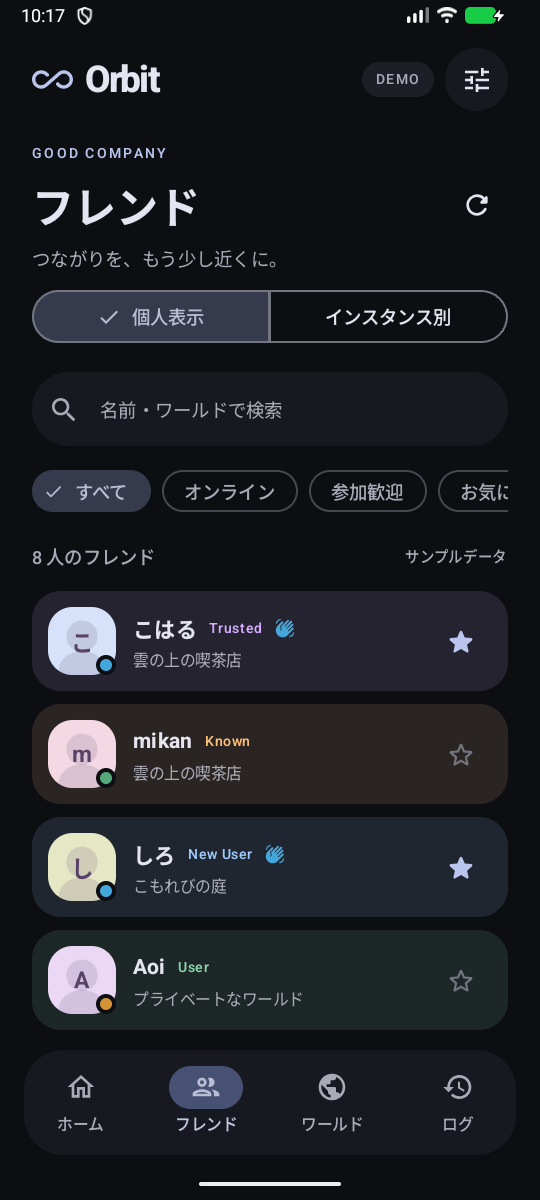 10:17
Orbit
DEMO
GOOD COMPANY
フレンド
つながりを、もう少し近くに。
個人表示
インスタンス別
名前・ワールドで検索
すべて
オンライン
参加歓迎
お気に
8 人のフレンド
サンプルデータ
こ
こはる Trusted
雲の上の喫茶店
m
mikan Known
雲の上の喫茶店
し
しろ New User
こもれびの庭
A
Aoi User
プライベートなワールド
ホーム
フレンド
ワールド
ログ